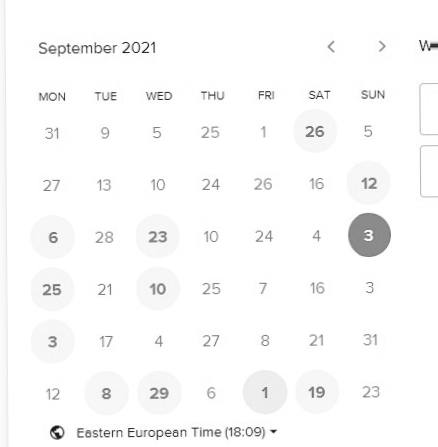 September 2021
MON TUE WED THU FRI SAT SUN
31 9 5 25 1 26 5
27 13 10 24 26 16 12
6 28 23 10 24 4 3
25 21 10 25 7 16 3
3 17 4 27 8 21 31
12 8 29 6 1 19 23
Eastern European Time (18:09)